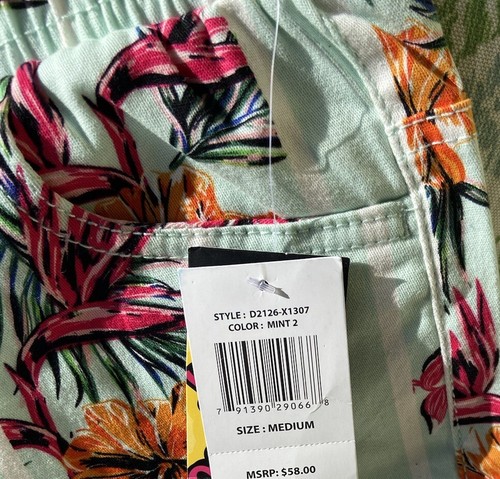 STYLE : D2126-X1307
COLOR : MINT 2
7 91390 29066 8
SIZE : MEDIUM
MSRP: $58.00